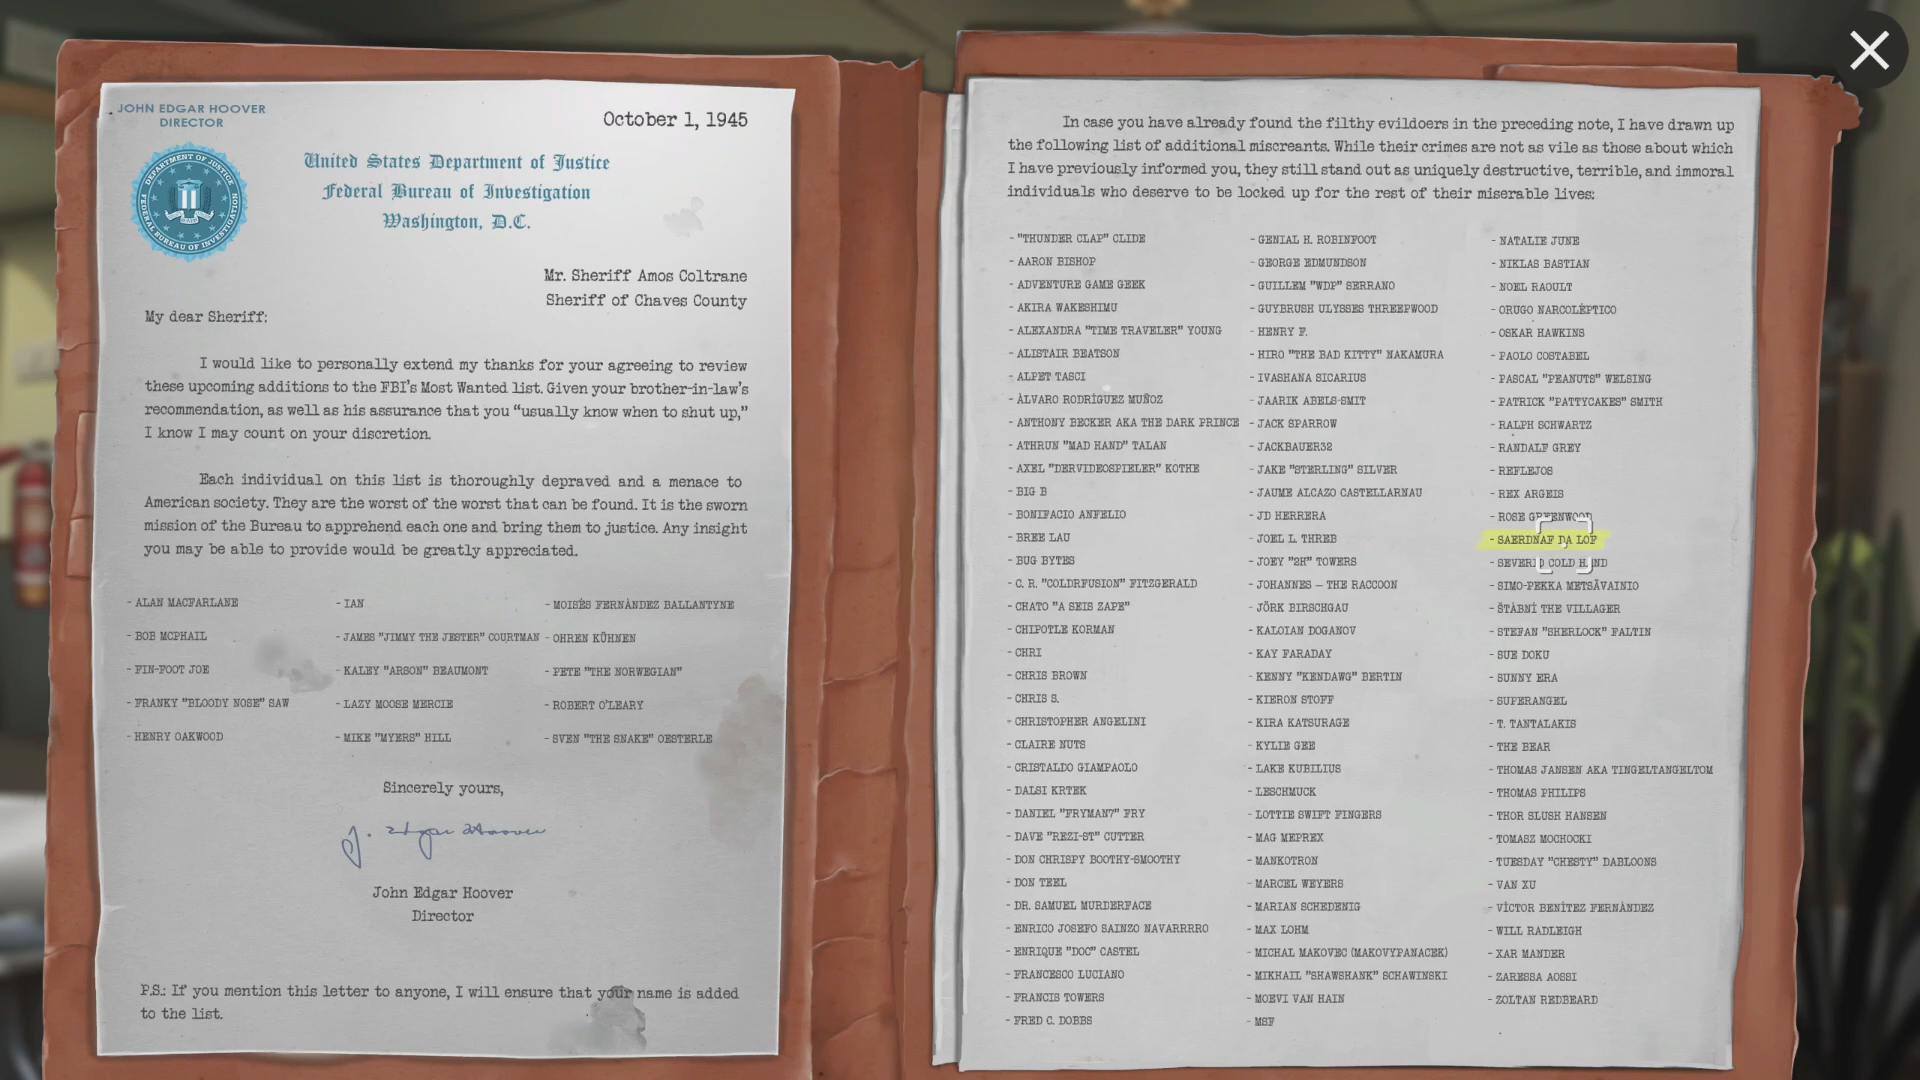 JOHN EDGAR HOOVER
DIRECTOR
October 1, 1945
DEPARTMENT OF JUSTICE
FEDERAL BUREAU OF INVESTIGATION
United States Department of Justice
Federal Bureau of Investigation
Washington, D.C.
Mr. Sheriff Amos Coltrane
Sheriff of Chaves County
My dear Sheriff:
I would like to personally extend my thanks for your agreeing to review
these upcoming additions to the FBI's Most Wanted list. Given your brother-in-law's
recommendation, as well as his assurance that you “usually know when to shut up,”
I know I may count on your discretion.
Each individual on this list is thoroughly depraved and a menace to
American society. They are the worst of the worst that can be found. It is the sworn
mission of the Bureau to apprehend each one and bring them to justice. Any insight
you may be able to provide would be greatly appreciated.
- ALAN MACFARLANE
- BOB MCPHAIL
- FIN-FOOT JOE
- FRANKY "BLOODY NOSE" SAW
- HENRY OAKWOOD
- IAN
- JAMES "JIMMY THE JESTER" COURTMAN
- KALEY "ARSON" BEAUMONT
- LAZY MOOSE MERCIE
- MIKE "MYERS" HILL
- MOISÉS FERNÀNDEZ BALLANTYNE
- OHREN KÜHNEN
- PETE "THE NORWEGIAN"
- ROBERT O'LEARY
- SVEN "THE SNAKE" OESTERLE
Sincerely yours,
J. Edgar Hoover
John Edgar Hoover
Director
P.S.: If you mention this letter to anyone, I will ensure that your name is added
to the list.
In case you have already found the filthy evildoers in the preceding note, I have drawn up
the following list of additional miscreants. While their crimes are not as vile as those about which
I have previously informed you, they still stand out as uniquely destructive, terrible, and immoral
individuals who deserve to be locked up for the rest of their miserable lives:
- "THUNDER CLAP" CLIDE
- AARON BISHOP
- ADVENTURE GAME GEEK
- AKIRA WAKESHIMU
- ALEXANDRA "TIME TRAVELER" YOUNG
- ALISTAIR BEATSON
- ALPET TASCI
- ÀLVARO RODRÌGUEZ MUÑOZ
- ANTHONY BECKER AKA THE DARK PRINCE
- ATHRUN "MAD HAND" TALAN
- AXEL "DERVIDEOSPIELER" KOTHE
- BIG B
- BONIFACIO ANFELIO
- BREE LAU
- BUG BYTES
- C. R. "COLDRFUSION" FITZGERALD
- CHATO "A SEIS ZAPE"
- CHIPOTLE KORMAN
- CHRI
- CHRIS BROWN
- CHRIS S.
- CHRISTOPHER ANGELINI
- CLAIRE NUTS
- CRISTALDO GIAMPAOLO
- DALSI KRTEK
- DANIEL "FRYMAN7" FRY
- DAVE "REZI-ST" CUTTER
- DON CHRISPY BOOTHY-SMOOTHY
- DON TEEL
- DR. SAMUEL MURDERFACE
- ENRICO JOSEFO SAINZO NAVARRRRO
- ENRIQUE "DOC" CASTEL
- FRANCESCO LUCIANO
- FRANCIS TOWERS
- FRED C. DOBBS
- GENIAL H. ROBINFOOT
- GEORGE EDMUNDSON
- GUILLEM "WDP" SERRANO
- GUYBRUSH ULYSSES THREEPWOOD
- HENRY F.
- HIRO "THE BAD KITTY" NAKAMURA
- IVASHANA SICARIUS
- JAARIK ABELS-SMIT
- JACK SPARROW
- JACKBAUER32
- JAKE "STERLING" SILVER
- JAUME ALCAZO CASTELLARNAU
- JD HERRERA
- JOEL L. THREB
- JOEY "2H" TOWERS
- JOHANNES – THE RACCOON
- JÖRK BIRSCHGAU
- KALOIAN DOGANOV
- KAY FARADAY
- KENNY "KENDAWG" BERTIN
- KIERON STOFF
- KIRA KATSURAGE
- KYLIE GEE
- LAKE KUBILIUS
- LESCHMUCK
- LOTTIE SWIFT FINGERS
- MAG MEPREX
- MANKOTRON
- MARCEL WEYERS
- MARIAN SCHEDENIG
- MAX LOHM
- MICHAL MAKOVEC (MAKOVYPANACEK)
- MIKHAIL "SHAWSHANK" SCHAWINSKI
- MOEVI VAN HAIN
- MSF
- NATALIE JUNE
- NIKLAS BASTIAN
- NOEL RAOULT
- ORUGO NARCOLÈPTICO
- OSKAR HAWKINS
- PAOLO COSTABEL
- PASCAL "PEANUTS" WELSING
- PATRICK "PATTYCAKES" SMITH
- RALPH SCHWARTZ
- RANDALF GREY
- REFLEJOS
- REX ARGEIS
- ROSE GREENWOOD
- SAERDNAF DA LOF
- SEVERED COLD HAND
- SIMO-PEKKA METSÄVAINIO
- ŠTÀBNÌ THE VILLAGER
- STEFAN "SHERLOCK" FALTIN
- SUE DOKU
- SUNNY ERA
- SUPERANGEL
- T. TANTALAKIS
- THE BEAR
- THOMAS JANSEN AKA TINGELTANGELTOM
- THOMAS PHILIPS
- THOR SLUSH HANSEN
- TOMASZ MOCHOCKI
- TUESDAY "CHESTY" DABLOONS
- VAN XU
- VÌCTOR BENÌTEZ FERNÀNDEZ
- WILL RADLEIGH
- XAR MANDER
- ZARESSA AOSSI
- ZOLTAN REDBEARD